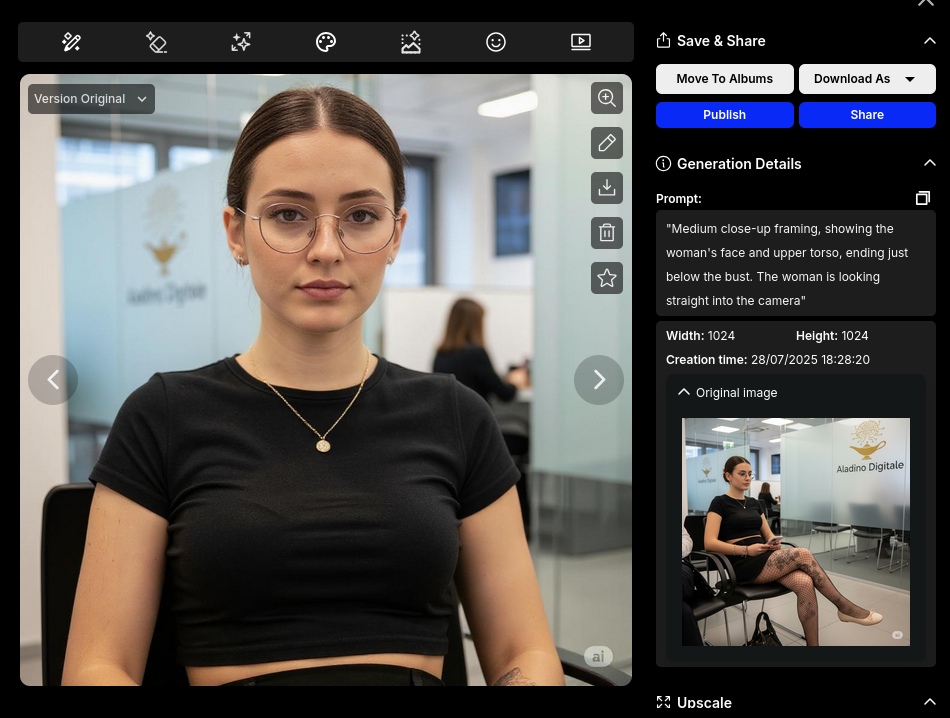 Save & Share
Version Original
Move To Albums
Download As
Publish
Share
Generation Details
Prompt:
"Medium close-up framing, showing the
woman's face and upper torso, ending just
below the bust. The woman is looking
straight into the camera"
Width: 1024
Height: 1024
Creation time: 28/07/2025 18:28:20
Original image
Aladino Digitale
Aladino Digitale
ai
Upscale